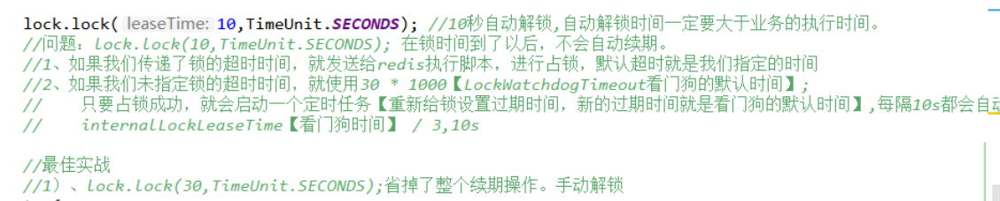 lock.lock( leaseTime: 10,TimeUnit.SECONDS); //10秒自动解锁,自动解锁时间一定要大于业务的执行时间。
//问题：lock.lock(10,TimeUnit.SECONDS); 在锁时间到了以后，不会自动续期。
//1、如果我们传递了锁的超时时间，就发送给redis执行脚本，进行占锁，默认超时就是我们指定的时间
//2、如果我们未指定锁的超时时间，就使用30 * 1000【LockWatchdogTimeout看门狗的默认时间】;
//    只要占锁成功，就会启动一个定时任务【重新给锁设置过期时间，新的过期时间就是看门狗的默认时间】,每隔10s都会自
//    internalLockLeaseTime【看门狗时间】 / 3,10s
//最佳实战
//1）、lock.lock(30,TimeUnit.SECONDS);省掉了整个续期操作。手动解锁